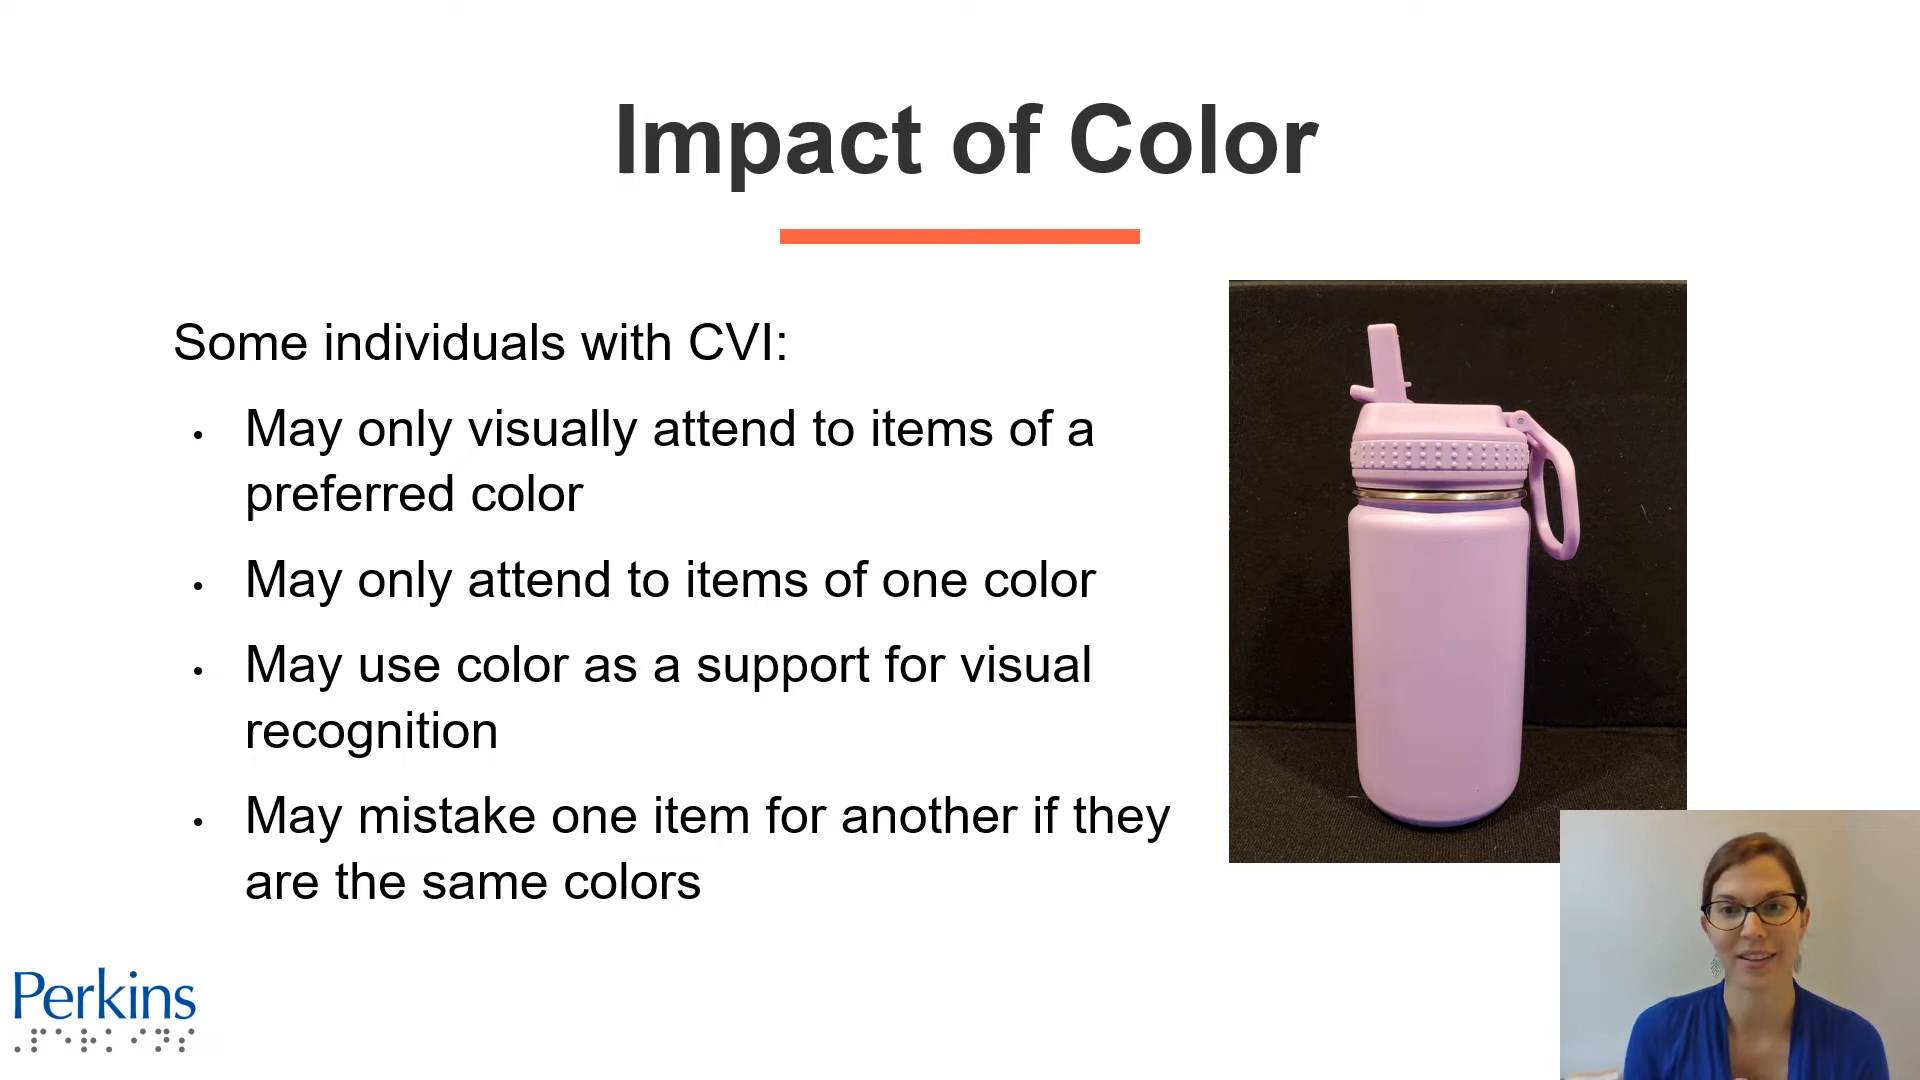 Impact of Color
Some individuals with CVI:
• May only visually attend to items of a
preferred color
• May only attend to items of one color
• May use color as a support for visual
recognition
• May mistake one item for another if they
are the same colors
Perkins
⠠⠏⠑⠗⠅⠊⠝⠎